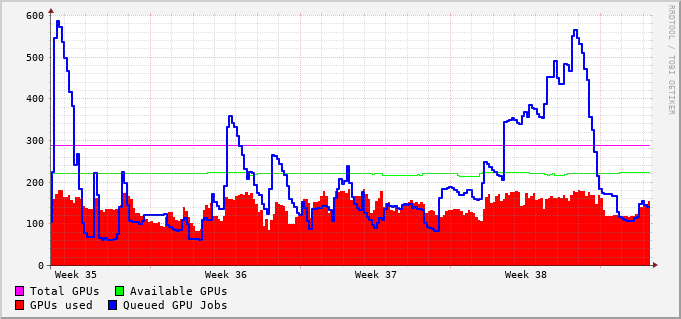 RRDTOOL / TOBI OETIKER
600
500
400
300
200
100
0
Week 35 Week 36 Week 37 Week 38
Total GPUs Available GPUs
GPUs used Queued GPU Jobs